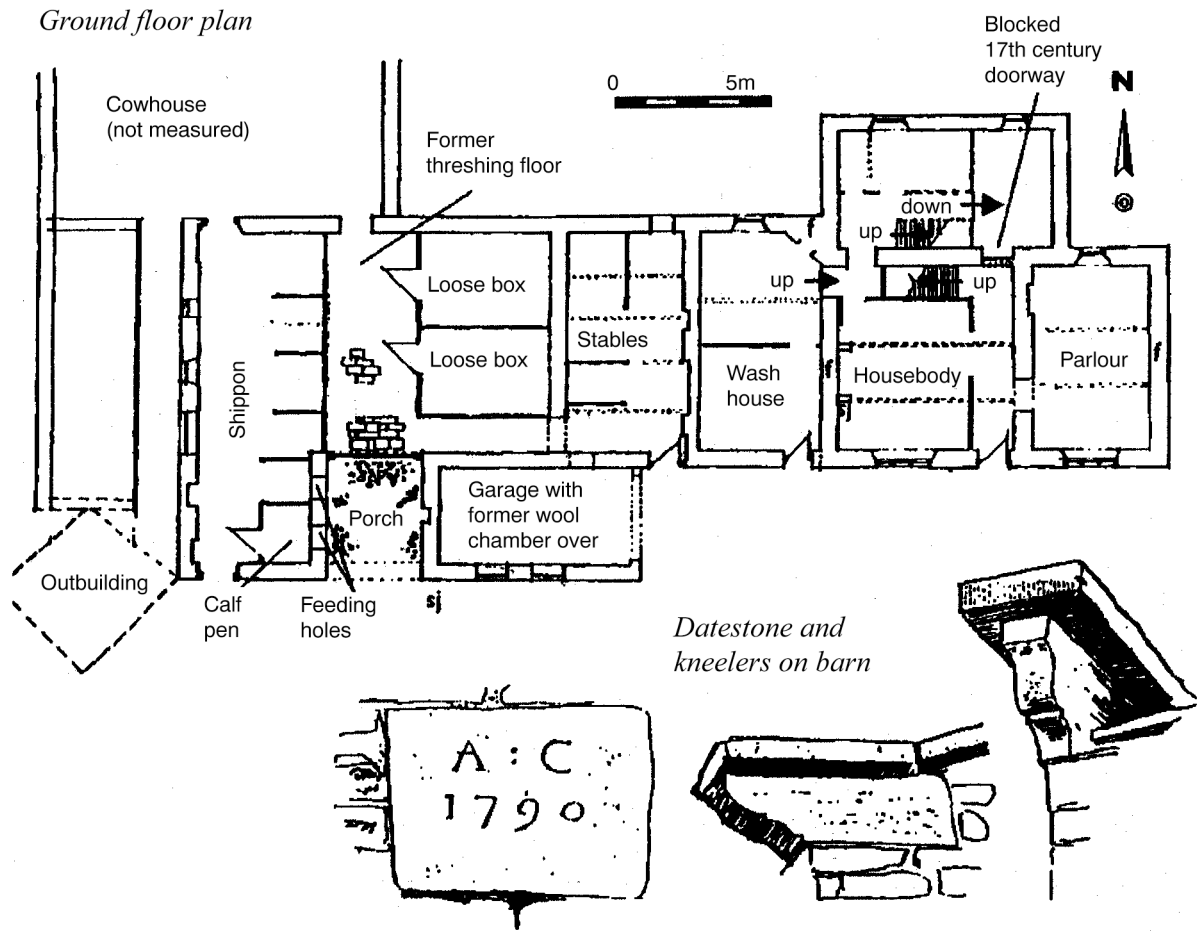 Ground floor plan
Cowhouse
(not measured)
Former
threshing floor
0 5m
Blocked
17th century
doorway
N
down
up
up
up
Loose box
Loose box
Stables
Wash
house
f
Housebody
Parlour
f
Shippon
Porch
Garage with
former wool
chamber over
Outbuilding
Calf
pen
Feeding
holes
sj
Datestone and
kneelers on barn
A : C
1790